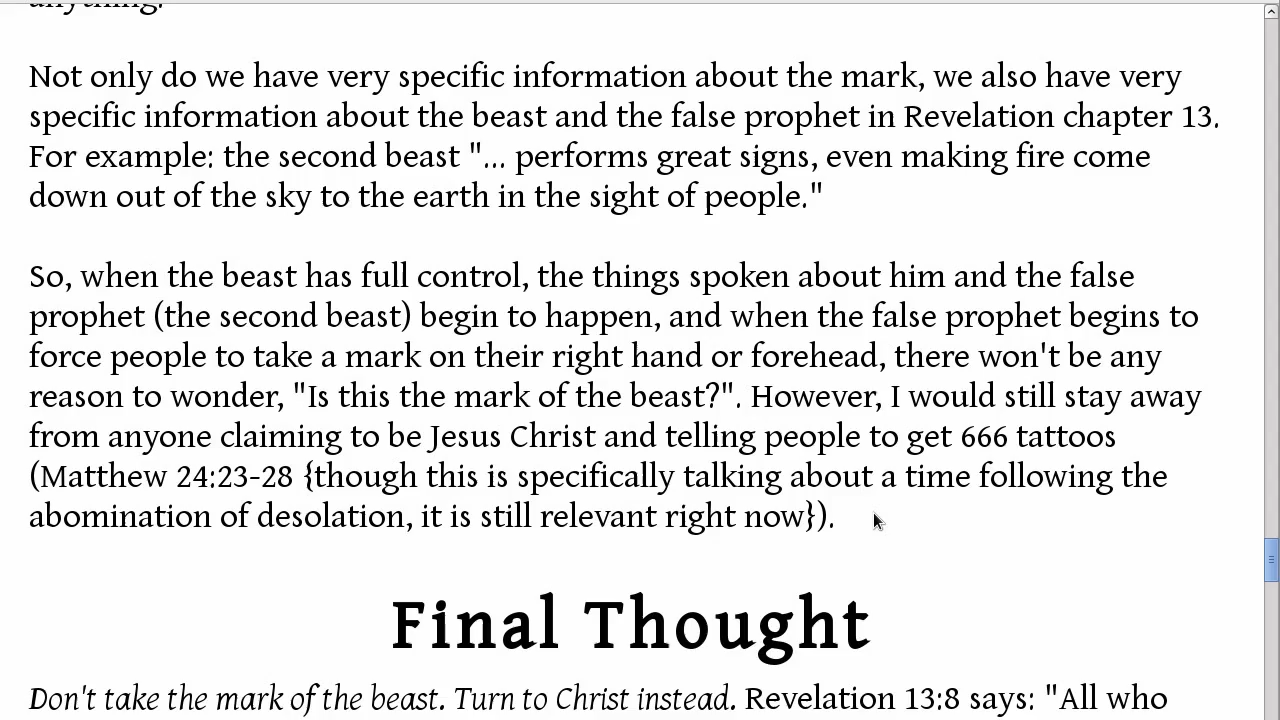 anything.
Not only do we have very specific information about the mark, we also have very
specific information about the beast and the false prophet in Revelation chapter 13.
For example: the second beast "... performs great signs, even making fire come
down out of the sky to the earth in the sight of people."
So, when the beast has full control, the things spoken about him and the false
prophet (the second beast) begin to happen, and when the false prophet begins to
force people to take a mark on their right hand or forehead, there won't be any
reason to wonder, "Is this the mark of the beast?". However, I would still stay away
from anyone claiming to be Jesus Christ and telling people to get 666 tattoos
(Matthew 24:23-28 {though this is specifically talking about a time following the
abomination of desolation, it is still relevant right now}).
Final Thought
Don't take the mark of the beast. Turn to Christ instead. Revelation 13:8 says: "All who